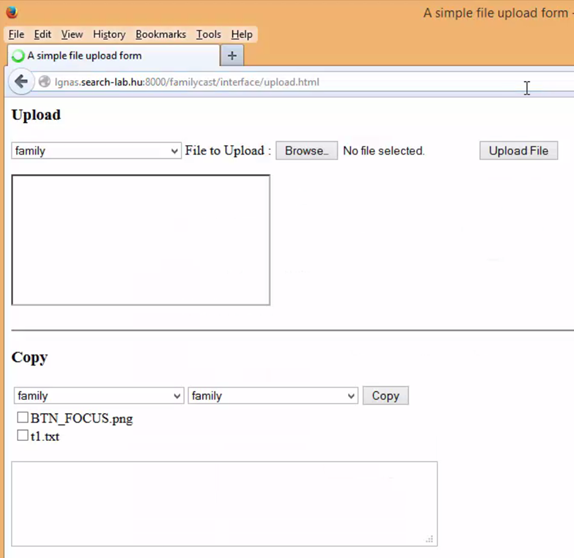 A simple file upload form -
File Edit View History Bookmarks Tools Help
A simple file upload form +
lgnas.search-lab.hu:8000/familycast/interface/upload.html
Upload
family File to Upload : Browse... No file selected. Upload File
Copy
family family Copy
BTN_FOCUS.png
t1.txt